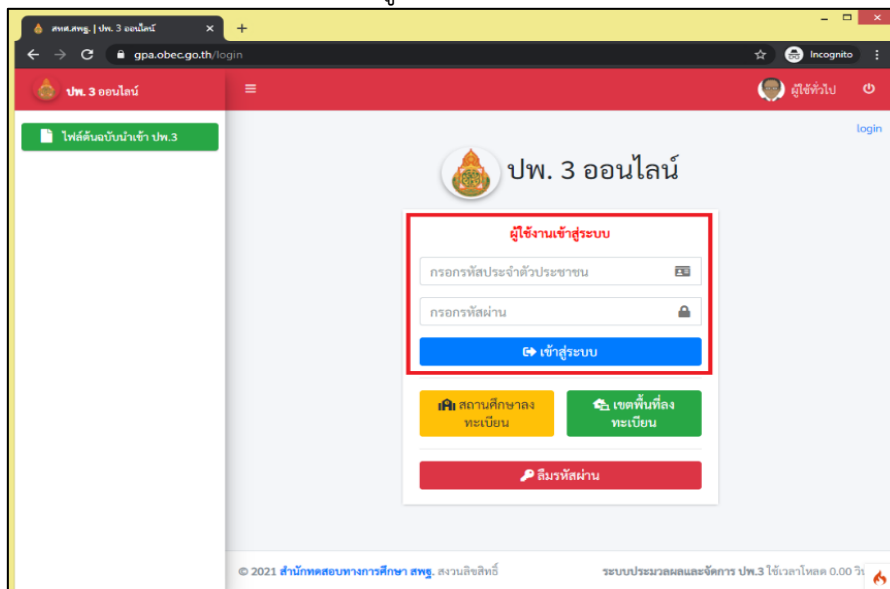 สทศ.สพฐ. | ปพ. 3 ออนไลน์
gpa.obec.go.th/login
Incognito
ปพ. 3 ออนไลน์
ผู้ใช้ทั่วไป
ไฟล์ต้นฉบับนำเข้า ปพ.3
login
ปพ. 3 ออนไลน์
ผู้ใช้งานเข้าสู่ระบบ
กรอกรหัสประจำตัวประชาชน
กรอกรหัสผ่าน
เข้าสู่ระบบ
สถานศึกษาลง
ทะเบียน
เขตพื้นที่ลง
ทะเบียน
ลืมรหัสผ่าน
© 2021 สำนักทดสอบทางการศึกษา สพฐ. สงวนลิขสิทธิ์
ระบบประมวลผลและจัดการ ปพ.3 ใช้เวลาโหลด 0.00